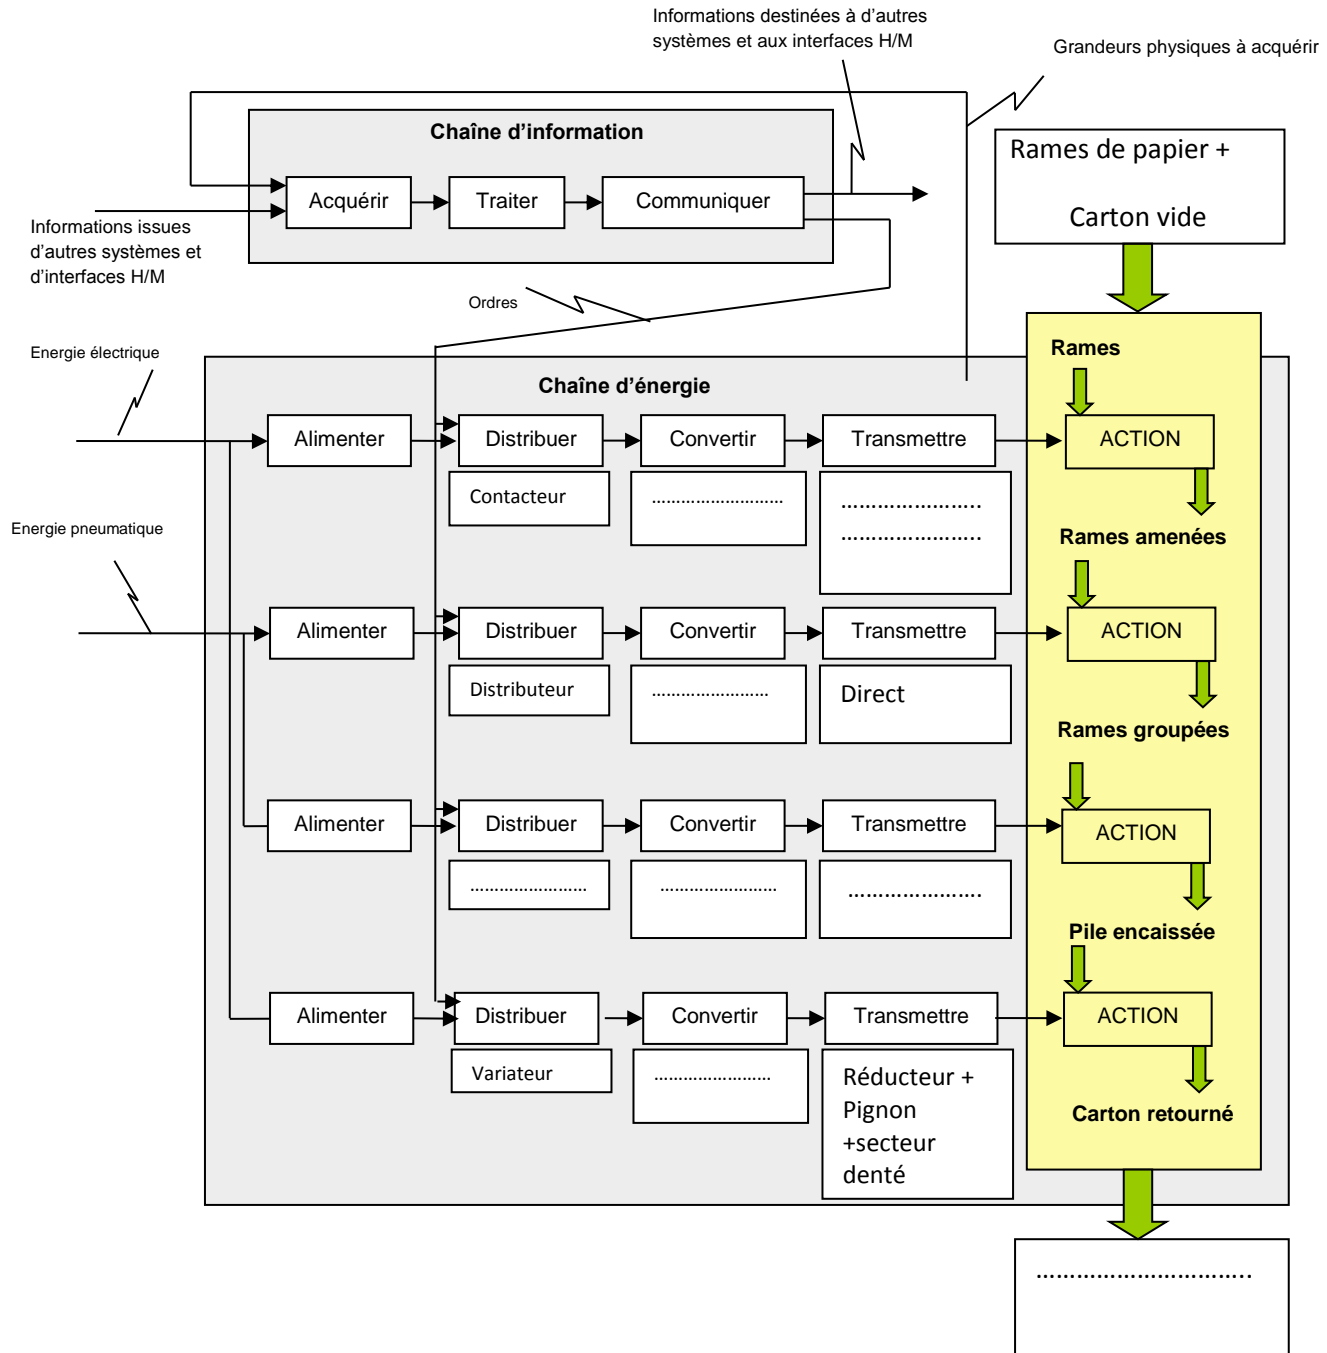 Informations destinées à d'autres
systèmes et aux interfaces H/M
Grandeurs physiques à acquérir
Chaîne d'information
Rames de papier +
Carton vide
Acquérir
Traiter
Communiquer
Informations issues
d'autres systèmes et
d'interfaces H/M
Ordres
Energie électrique
Rames
Chaîne d'énergie
Alimenter
Distribuer
Convertir
Transmettre
ACTION
Contacteur
...........................
.....................
.....................
Energie pneumatique
Rames amenées
Alimenter
Distribuer
Convertir
Transmettre
ACTION
Distributeur
........................
Direct
Rames groupées
Alimenter
Distribuer
Convertir
Transmettre
ACTION
........................
........................
....................
Pile encaissée
Alimenter
Distribuer
Convertir
Transmettre
ACTION
Variateur
........................
Réducteur +
Pignon
+secteur
denté
Carton retourné
................................